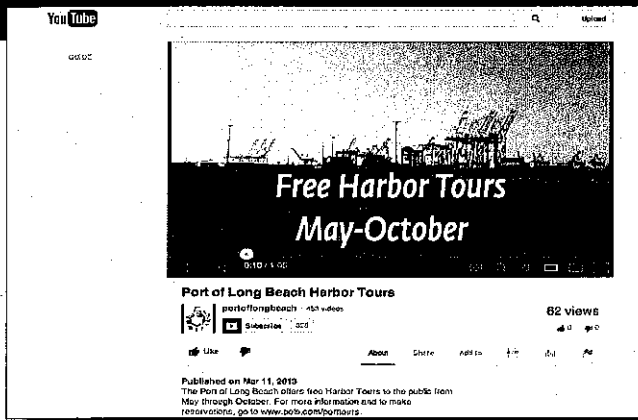 You Tube
Upload
Free Harbor Tours
May-October
0:10 /
Port of Long Beach Harbor Tours
portoflongbeach
videos
Subscribe
62 views
Like
About
Share
Add to
Published on Mar 11, 2013
The Port of Long Beach offers free Harbor Tours to the public from
May through October. For more information and to make
reservations, go to www.polb.com/portours.